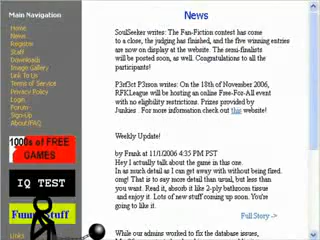 Main Navigation
Home
News
Register
Staff
Downloads
Image Gallery
Link To Us
Terms of Service
Privacy Policy
Login
Forum
Sign-Up
About/FAQ
1000s of FREE
GAMES
IQ TEST
Funny Stuff
News
SoulSeeker writes: The Fan-Fiction contest has come
to a close, the judging has finished, and the five winning entries
are now on display at the website. The semi-finalists
will be posted soon, as well. Congratulations to all the
participants!
P3rf3ct P3rson writes: On the 18th of November 2006,
RFKLeague will be hosting an online Free-For-All event
with no eligibility restrictions. Prizes provided by
Junkies . For more information check out this website!
Weekly Update!
by Frank at 11/1/2006 4:35 PM PST
Hey I actually talk about the game in this one.
In as much detail as I can get away with without being fired.
omg! That is to say more detail than usual, but less than
you want. Read it, absorb it like 2-ply bathroom tissue
and enjoy it. Lots of new stuff coming up soon. You're
going to like it.
Full Story ->
While our admins worked to fix the database issues,